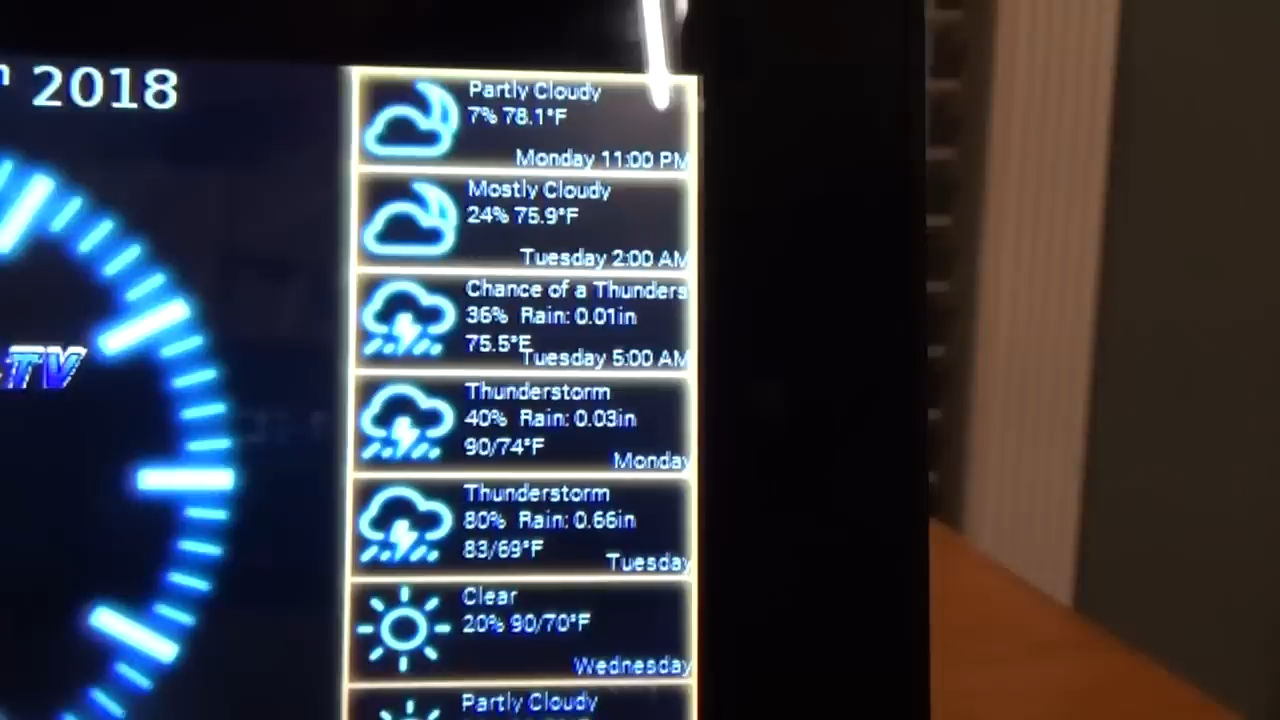 2018
Partly Cloudy
7% 78.1°F
Monday 11:00 PM
Mostly Cloudy
24% 75.9°F
Tuesday 2:00 AM
Chance of a Thunders
36% Rain: 0.01in
75.5°F
Tuesday 5:00 AM
Thunderstorm
40% Rain: 0.03in
90/74°F
Monday
Thunderstorm
80% Rain: 0.66in
83/69°F
Tuesday
Clear
20% 90/70°F
Wednesday
TV
Partly Cloudy